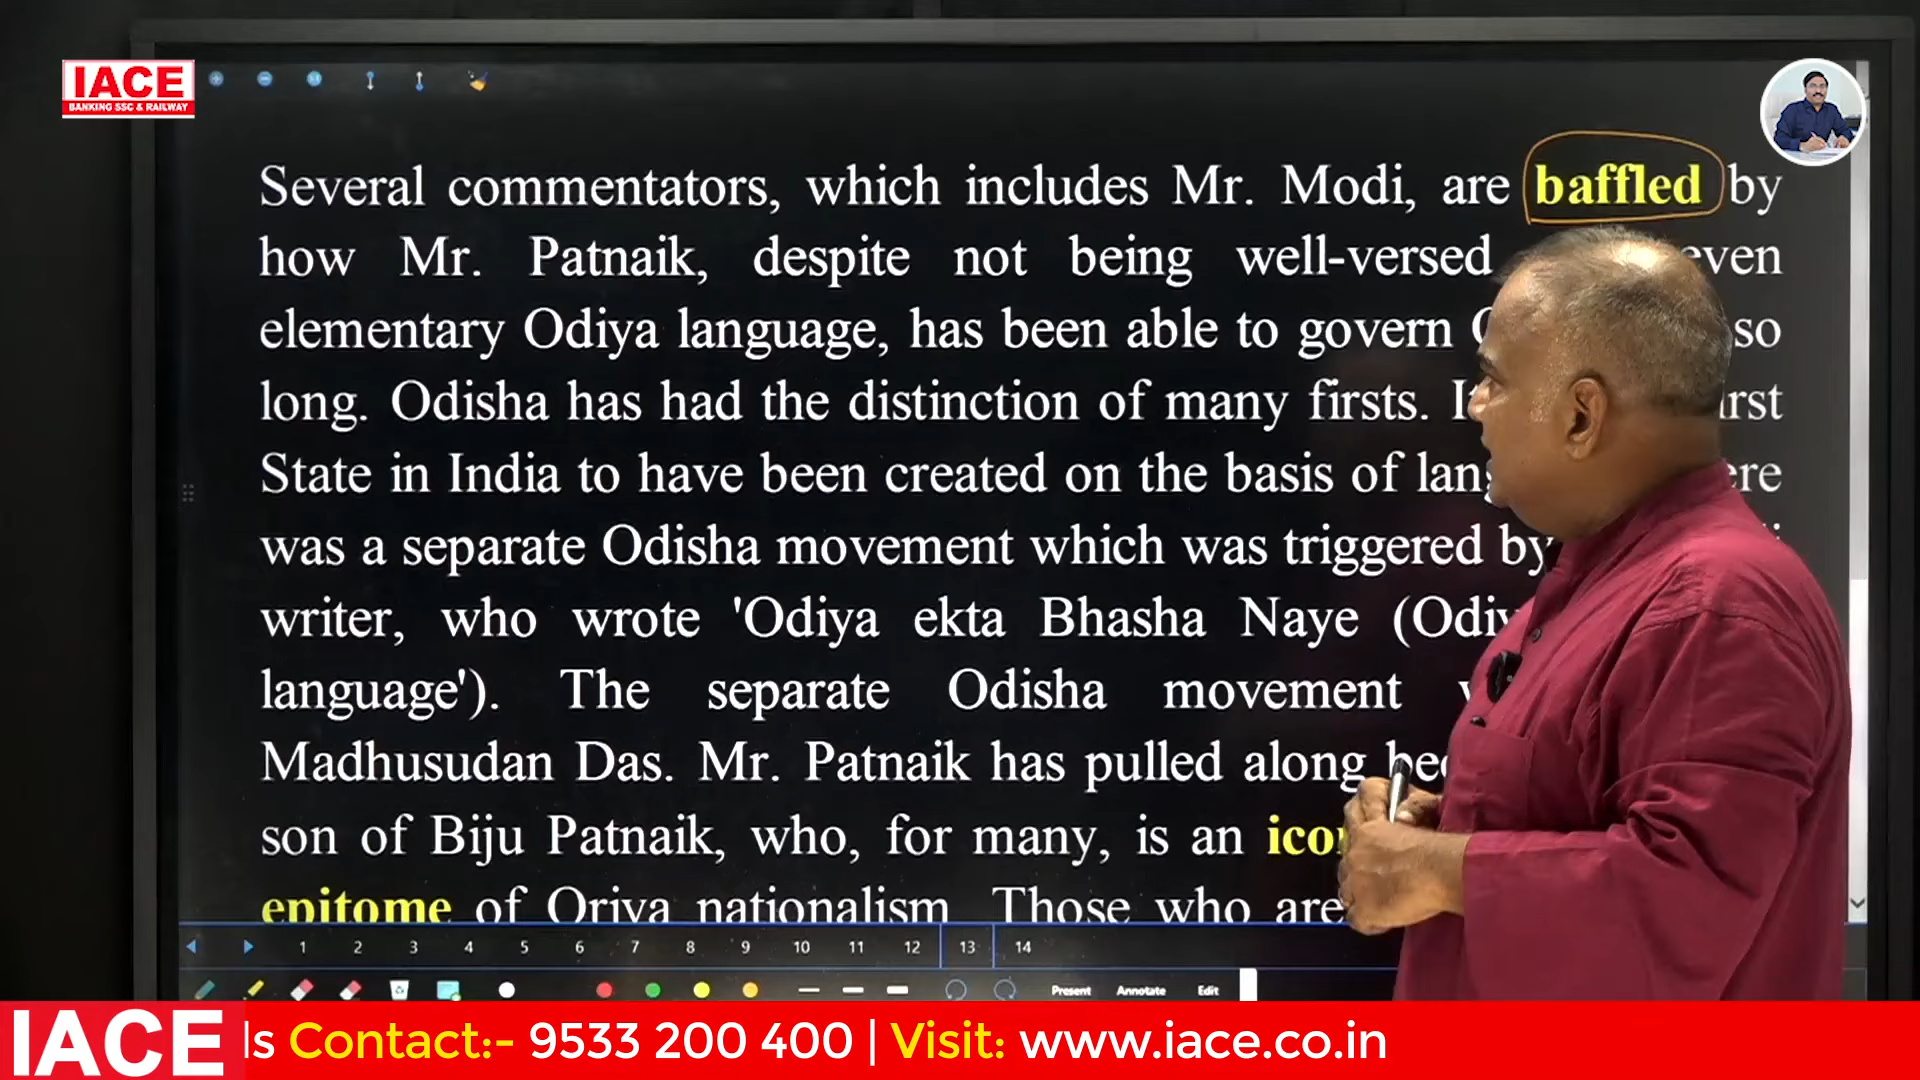 IACE
BANKING SSC & RAILWAY
Several commentators, which includes Mr. Modi, are baffled by
how Mr. Patnaik, despite not being well-versed even
elementary Odiya language, has been able to govern so
long. Odisha has had the distinction of many firsts.
State in India to have been created on the basis of
was a separate Odisha movement which was triggered by
writer, who wrote 'Odiya ekta Bhasha Naye
language'). The separate Odisha movement
Madhusudan Das. Mr. Patnaik has pulled along
son of Biju Patnaik, who, for many, is an
epitome of Oriya nationalism Those who are
1 2 3 4 5 6 7 8 9 10 11 12 13 14
Present Annotate Edit
IACE ls Contact:- 9533 200 400 | Visit: www.iace.co.in